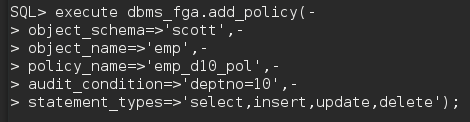 SQL> execute dbms_fga.add_policy(-
> object_schema=>'scott',-
> object_name=>'emp',-
> policy_name=>'emp_d10_pol',-
> audit_condition=>'deptno=10',-
> statement_types=>'select,insert,update,delete');